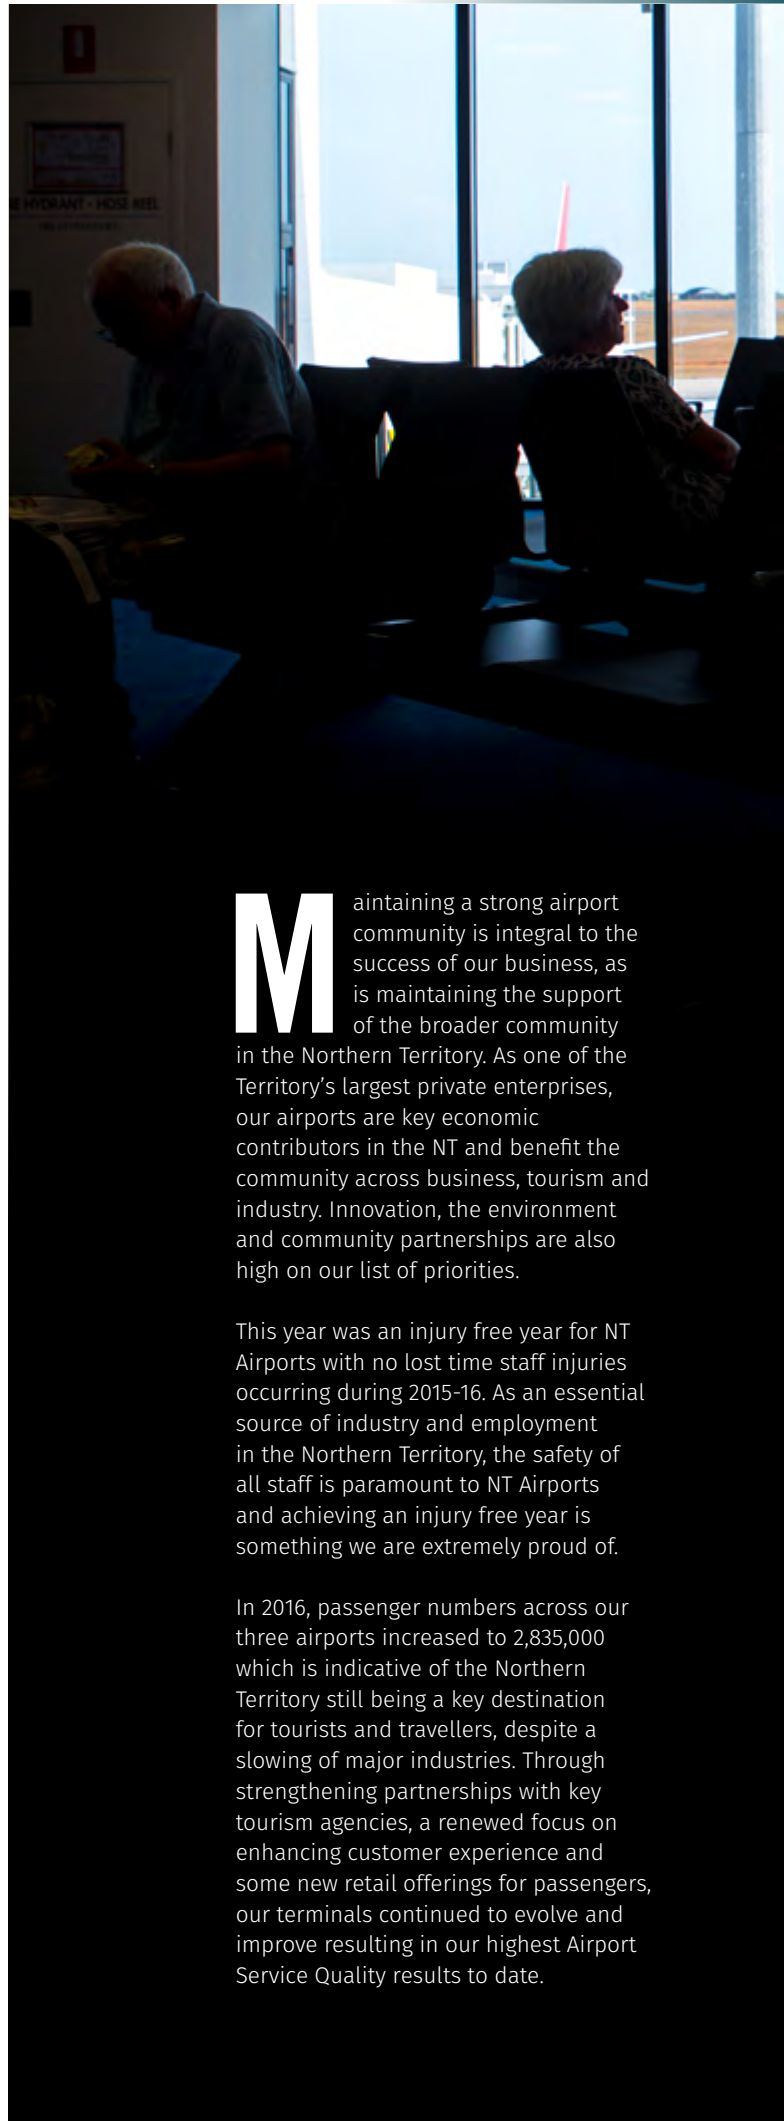 E HYDRANT - HOSE REEL
Maintaining a strong airport
community is integral to the
success of our business, as
is maintaining the support
of the broader community
in the Northern Territory. As one of the
Territory’s largest private enterprises,
our airports are key economic
contributors in the NT and benefit the
community across business, tourism and
industry. Innovation, the environment
and community partnerships are also
high on our list of priorities.
This year was an injury free year for NT
Airports with no lost time staff injuries
occurring during 2015-16. As an essential
source of industry and employment
in the Northern Territory, the safety of
all staff is paramount to NT Airports
and achieving an injury free year is
something we are extremely proud of.
In 2016, passenger numbers across our
three airports increased to 2,835,000
which is indicative of the Northern
Territory still being a key destination
for tourists and travellers, despite a
slowing of major industries. Through
strengthening partnerships with key
tourism agencies, a renewed focus on
enhancing customer experience and
some new retail offerings for passengers,
our terminals continued to evolve and
improve resulting in our highest Airport
Service Quality results to date.